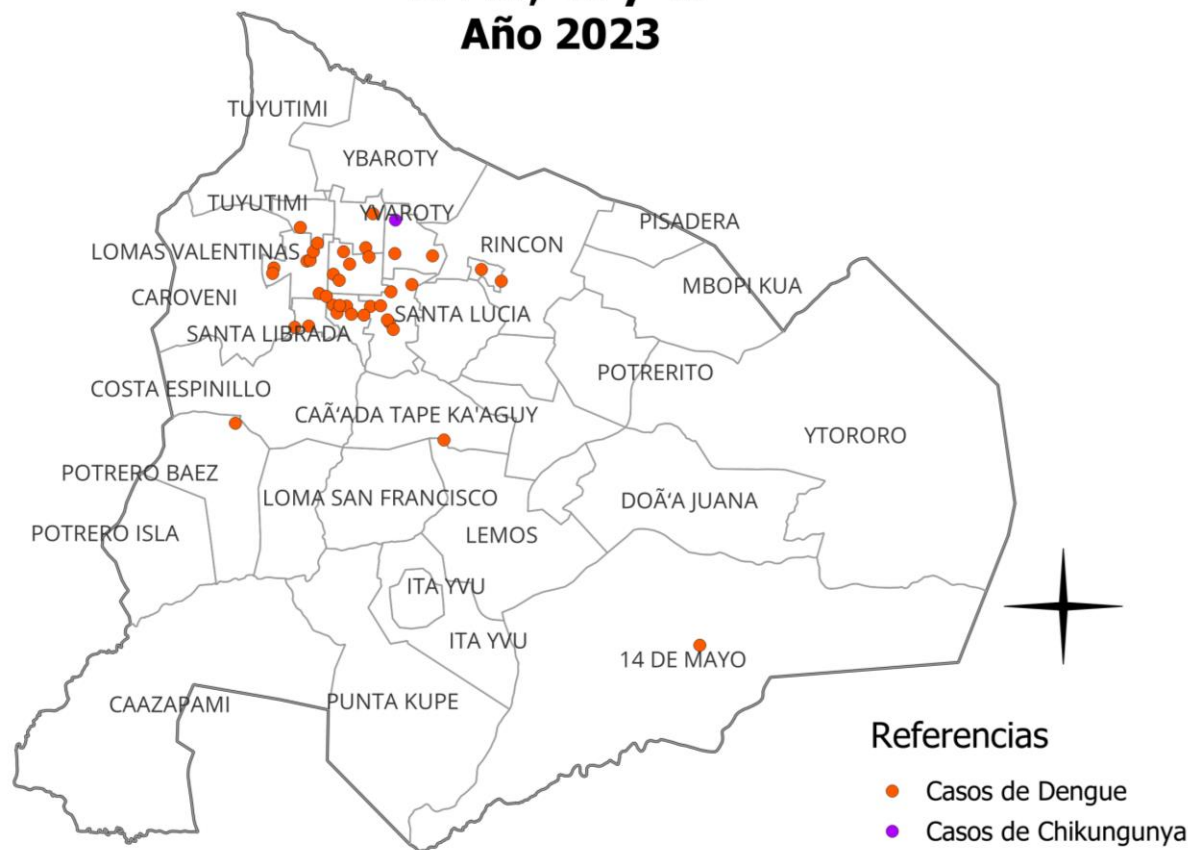 Año 2023
TUYUTIMI
YBAROTY
TUYUTIMI
YVAROTY
PISADERA
LOMAS VALENTINAS
RINCON
MBOPI KUA
CAROVENI
SANTA LUCIA
SANTA LIBRADA
POTRERITO
COSTA ESPINILLO
CAÃ‘ADA TAPE KA'AGUY
YTORORO
POTRERO BAEZ
LOMA SAN FRANCISCO
DOÃ‘A JUANA
POTRERO ISLA
LEMOS
ITA YVU
ITA YVU
14 DE MAYO
CAAZAPAMI
PUNTA KUPE
Referencias
Casos de Dengue
Casos de Chikungunya